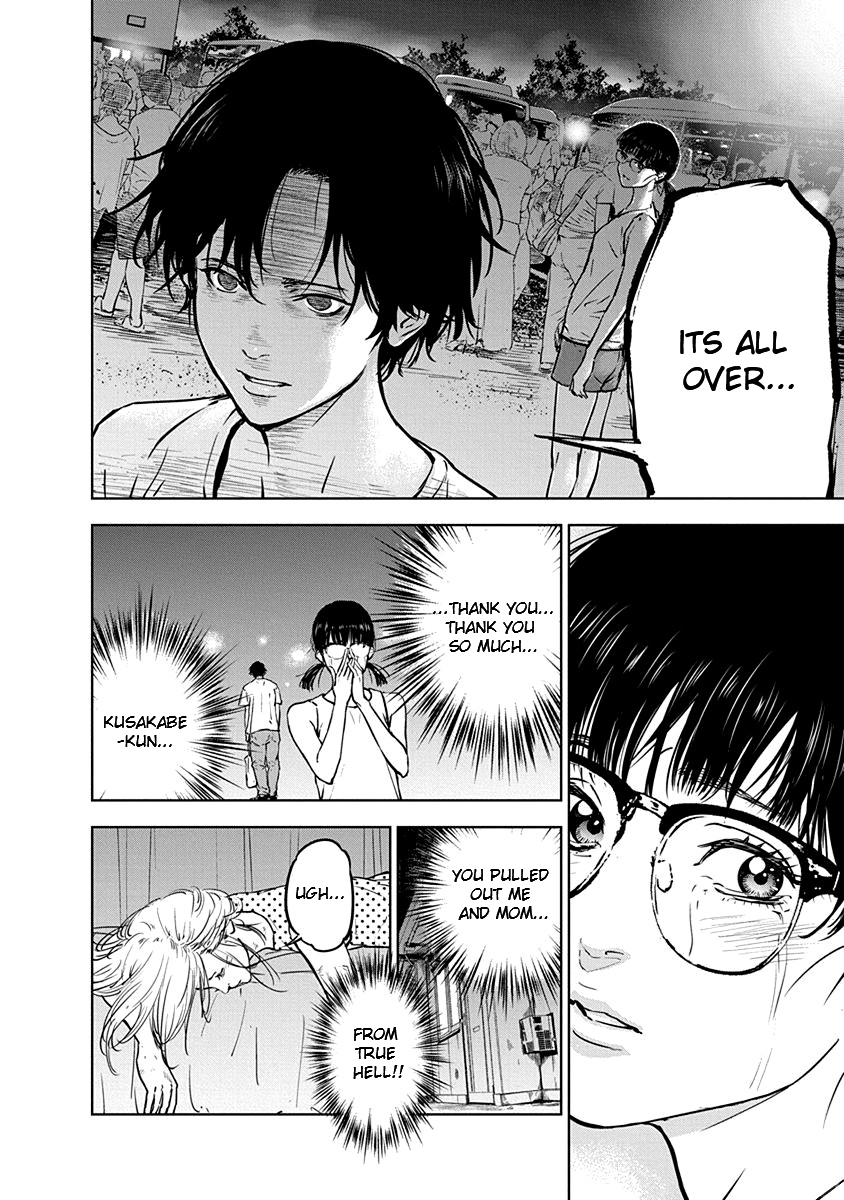 ITS ALL
OVER...
...THANK YOU...
THANK YOU
SO MUCH...
KUSAKABE
-KUN...
YOU PULLED
OUT ME
AND MOM...
UGH...
FROM
TRUE
HELL!!